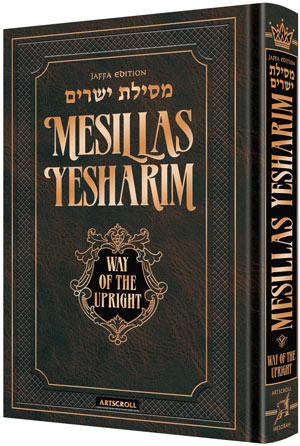 JAFFA EDITION
מסילת ישרים
MESILLAS
YESHARIM
WAY
OF THE
UPRIGHT
ARTSCROLL
JAFFA EDITION
מסילת ישרים
MESILLAS YESHARIM
WAY OF THE
UPRIGHT
ARTSCROLL
MESORAH